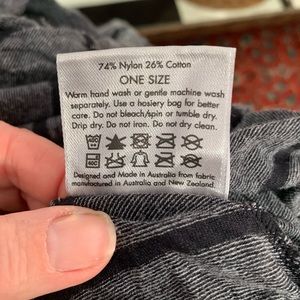 74% Nylon 26% Cotton
ONE SIZE
Warm hand wash or gentle machine wash
separately. Use a hosiery bag for better
care. Do not bleach/spin or tumble dry.
Drip dry. Do not iron. Do not dry clean.
40C
Designed and Made in Australia from fabric
manufactured in Australia and New Zealand.